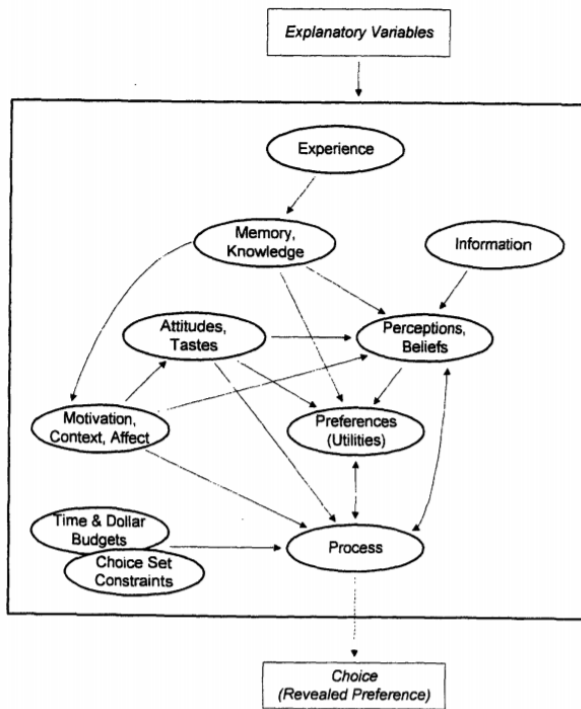 Explanatory Variables
Experience
Memory,
Knowledge
Information
Attitudes,
Tastes
Perceptions,
Beliefs
Motivation,
Context, Affect
Preferences
(Utilities)
Time & Dollar
Budgets
Process
Choice Set
Constraints
Choice
(Revealed Preference)